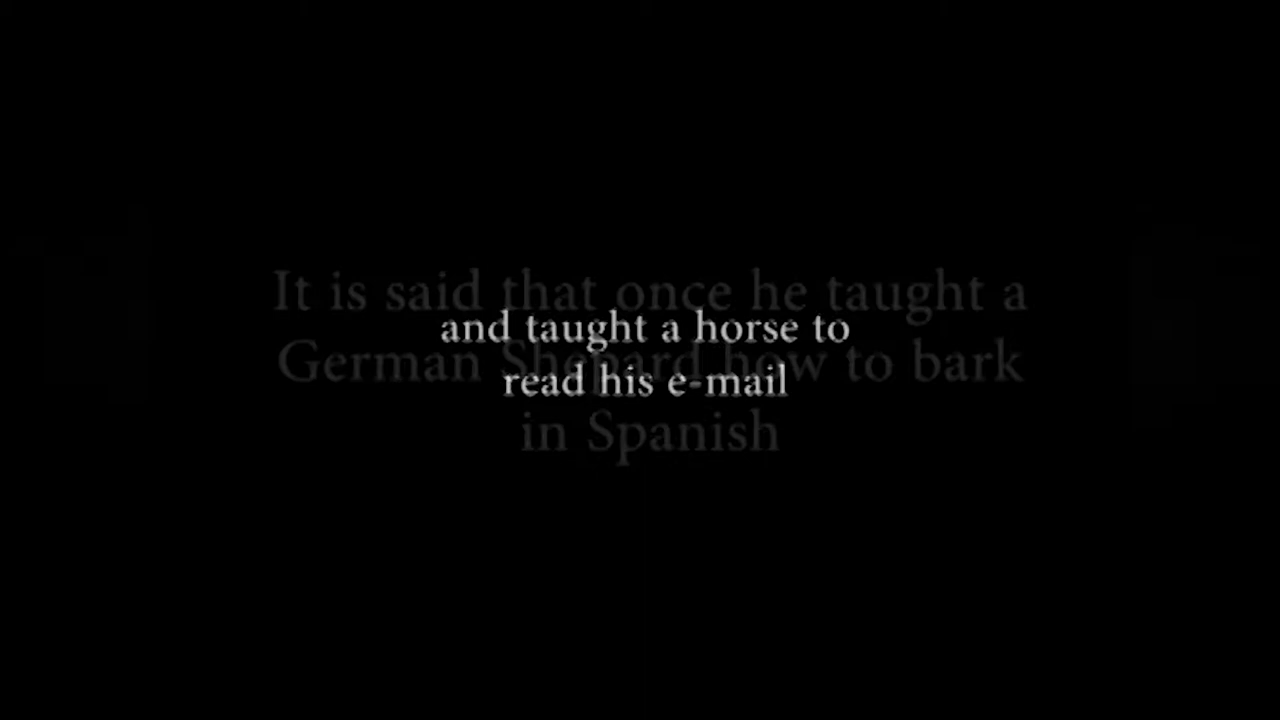 It is said that once he taught a
German Shepard how to bark
in Spanish
and taught a horse to
read his e-mail